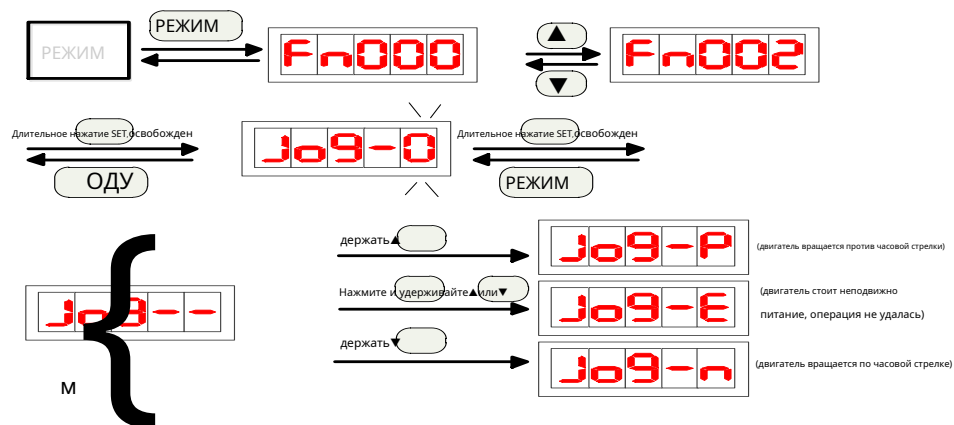 РЕЖИМ
РЕЖИМ
Fn000
▲
▼
Fn002
Длительное нажатие SET,освобожден
ОДУ
Jog-0
Длительное нажатие SET,освобожден
РЕЖИМ
Jog--
м
держать▲
Jog-P
(двигатель вращается против часовой стрелки)
Нажмите и удерживайте▲или▼
Jog-E
(двигатель стоит неподвижно
питание, операция не удалась)
держать▼
Jog-n
(двигатель вращается по часовой стрелке)